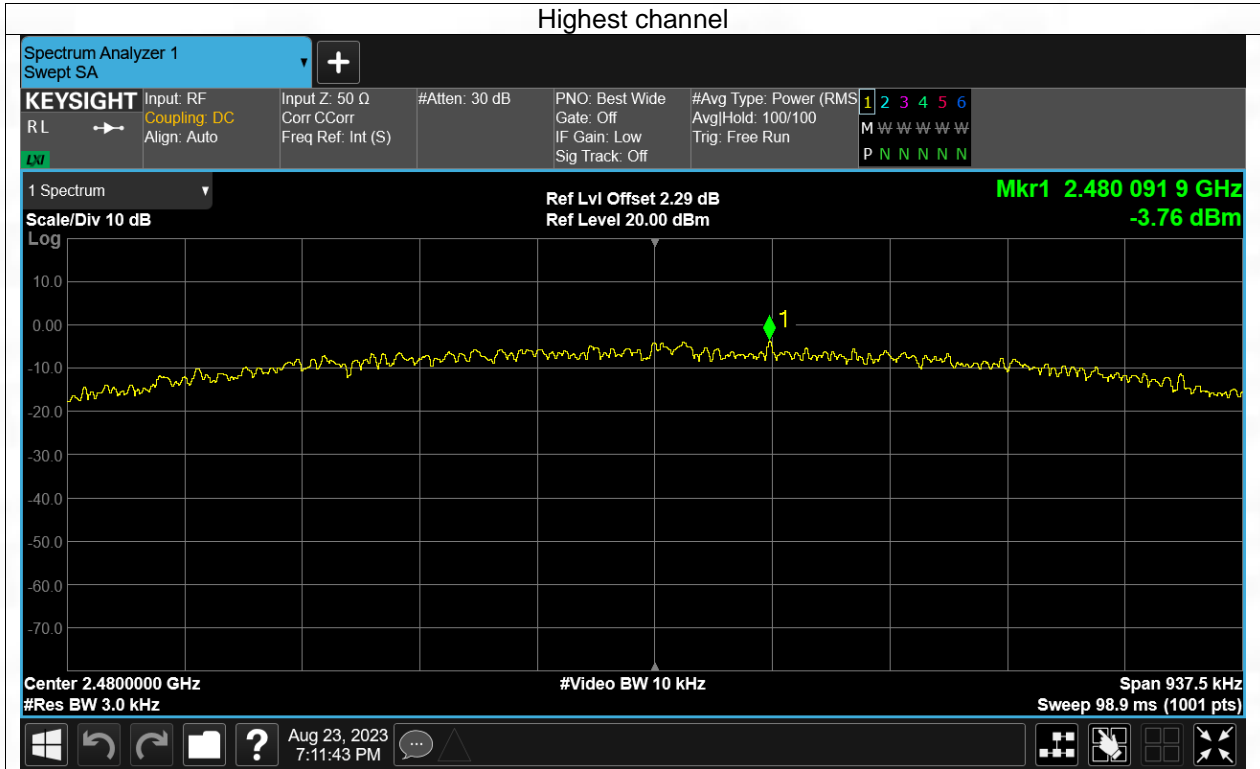 Highest channel
Spectrum Analyzer 1
Swept SA
KEYSIGHT
R L
LXI
Input: RF
Coupling: DC
Align: Auto
Input Z: 50 Ω
Corr CCorr
Freq Ref: Int (S)
#Atten: 30 dB
PNO: Best Wide
Gate: Off
IF Gain: Low
Sig Track: Off
#Avg Type: Power (RMS
Avg|Hold: 100/100
Trig: Free Run
1 2 3 4 5 6
M W W W W W
P N N N N N
1 Spectrum
Scale/Div 10 dB
Ref Lvl Offset 2.29 dB
Ref Level 20.00 dBm
Mkr1 2.480 091 9 GHz
-3.76 dBm
Log
10.0
0.00
-10.0
-20.0
-30.0
-40.0
-50.0
-60.0
-70.0
1
Center 2.4800000 GHz
#Res BW 3.0 kHz
#Video BW 10 kHz
Span 937.5 kHz
Sweep 98.9 ms (1001 pts)
?
Aug 23, 2023
7:11:43 PM